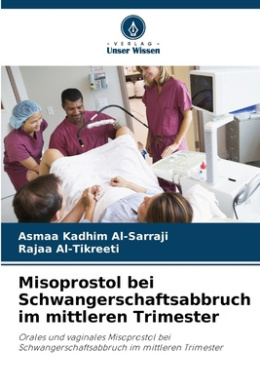 VERLAG
Unser Wissen
Asmaa Kadhim Al-Sarraji
Rajaa Al-Tikreeti
Misoprostol bei
Schwangerschaftsabbruch
im mittleren Trimester
Orales und vaginales Misoprostol bei
Schwangerschaftsabbruch im mittleren Trimester